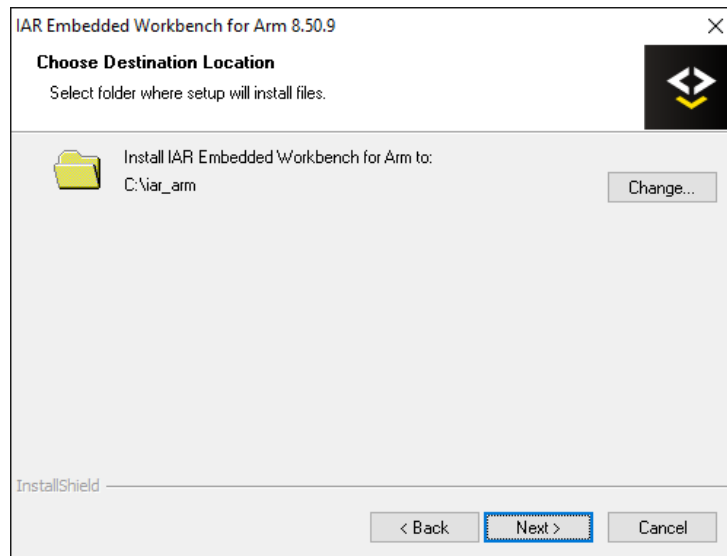 IAR Embedded Workbench for Arm 8.50.9
Choose Destination Location
Select folder where setup will install files.
Install IAR Embedded Workbench for Arm to:
C:\iar_arm
Change...
InstallShield
< Back
Next >
Cancel